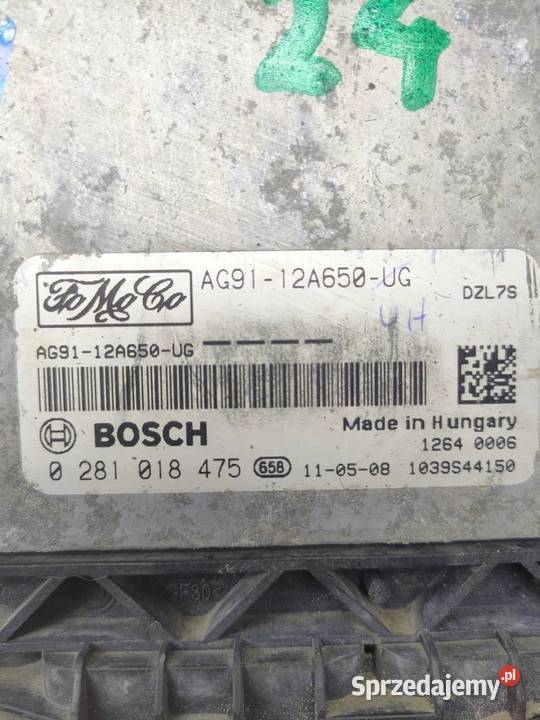 24
FoMoCo
AG91-12A650-UG
DZL7S
UH
AG91-12A650-UG ----
BOSCH
Made in Hungary
1264 0006
0 281 018 475 658 11-05-08 1039S44150
Sprzedajemy.pl